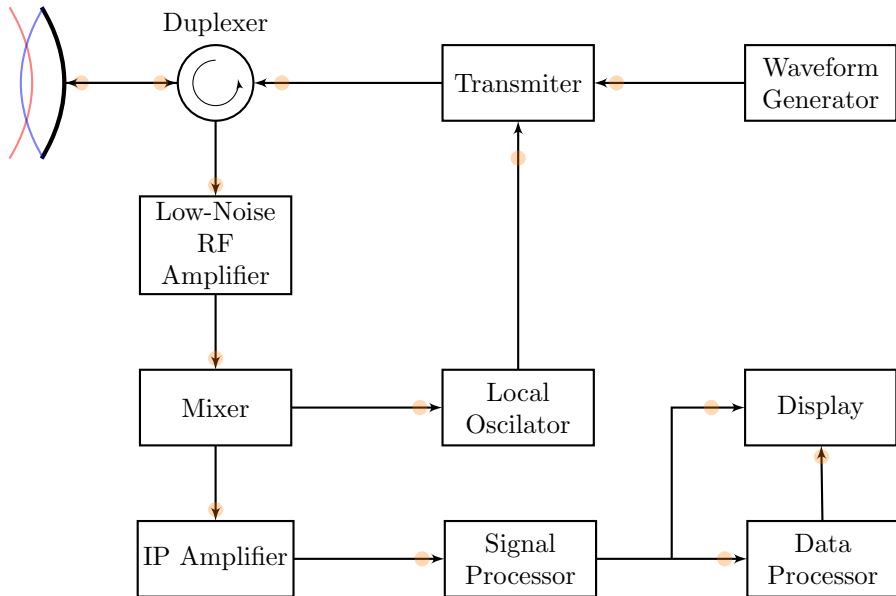 Duplexer
Transmiter
Waveform
Generator
Low-Noise
RF
Amplifier
Mixer
Local
Oscilator
Display
IP Amplifier
Signal
Processor
Data
Processor